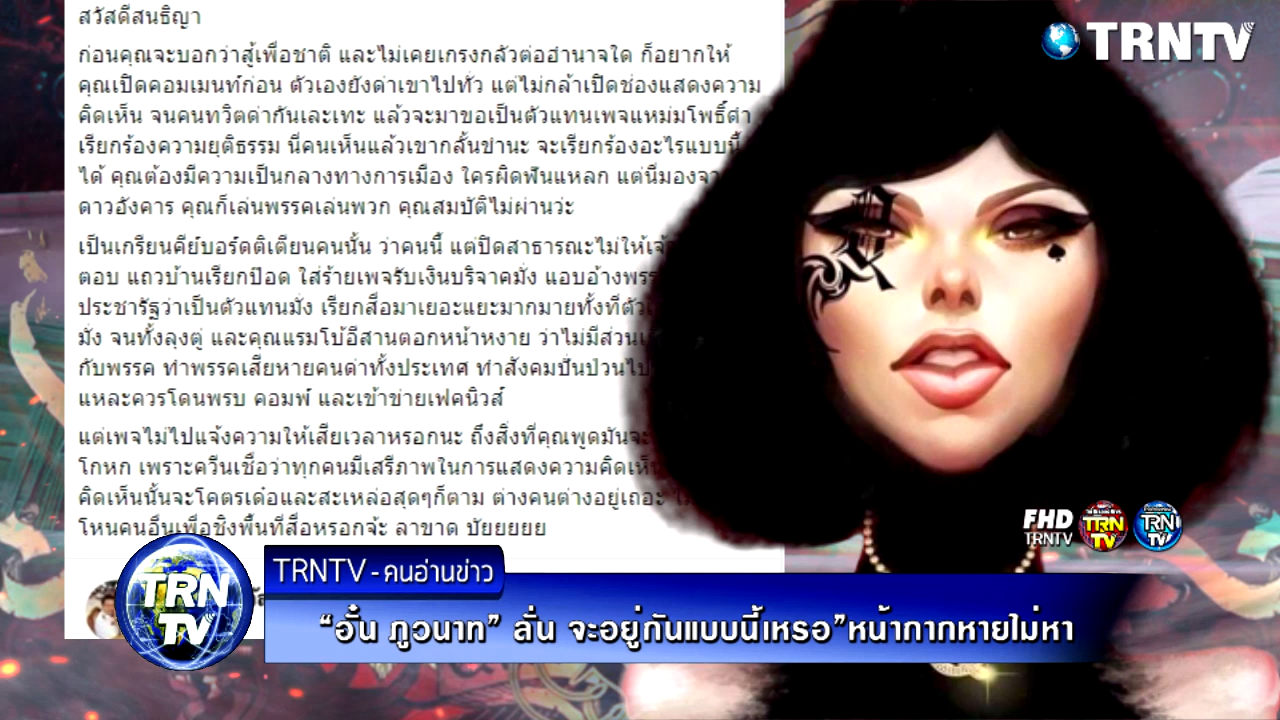 สวัสดีสนธิญา
TRNTV
ก่อนคุณจะบอกว่าสู้เพื่อชาติ และไม่เคยเกรงกลัวต่ออำนาจใด ก็อยากให้
คุณเปิดคอมเมนท์ก่อน ตัวเองยังด่าเขาไปทั่ว แต่ไม่กล้าเปิดช่องแสดงความ
คิดเห็น จนคนทวิตด่ากันเละเทะ แล้วจะมาขอเป็นตัวแทนเพจแหม่มโพธิ์ดำ
เรียกร้องความยุติธรรม นี่คนเห็นแล้วเขากลั้นขำนะ จะเรียกร้องอะไรแบบนี้
ได้ คุณต้องมีความเป็นกลางทางการเมือง ใครผิดฟันแหลก แต่นี่มองจา
ดาวอังคาร คุณก็เล่นพรรคเล่นพวก คุณสมบัติไม่ผ่านว่ะ
เป็นเกรียนคีย์บอร์ดติเตียนคนนั้น ว่าคนนี้ แต่ปิดสาธารณะไม่ให้เจ้
ตอบ แถวบ้านเรียกป๊อด ใส่ร้ายเพจรับเงินบริจาคมั่ง แอบอ้างพรร
ประชารัฐว่าเป็นตัวแทนมั่ง เรียกสื่อมาเยอะแยะมากมายทั้งที่ตัวเ
มั่ง จนทั้งลุงตู่ และคุณแรมโบ้อีสานตอกหน้าหงาย ว่าไม่มีส่วนเ
กับพรรค ทำพรรคเสียหายคนด่าทั้งประเทศ ทำสังคมปั่นป่วนไป
แหละควรโดนพรบ คอมพ์ และเข้าข่ายเฟคนิวส์
แต่เพจไม่ไปแจ้งความให้เสียเวลาหรอกนะ ถึงสิ่งที่คุณพูดมันจะ
โกหก เพราะควีนเชื่อว่าทุกคนมีเสรีภาพในการแสดงความคิดเห็น
คิดเห็นนั้นจะโคตรเด๋อและสะเหล่อสุดๆก็ตาม ต่างคนต่างอยู่เถอะ
โหนคนอื่นเพื่อชิงพื้นที่สื่อหรอกจ้ะ ลาขาด บัยยยยย
FHD
TRNTV
TRN
TV
TRN
TV
TRN
TV
TRNTV - คนอ่านข่าว
“อั๋น ภูวนาท” ลั่น จะอยู่กันแบบนี้เหรอ”หน้ากากหายไม่หา